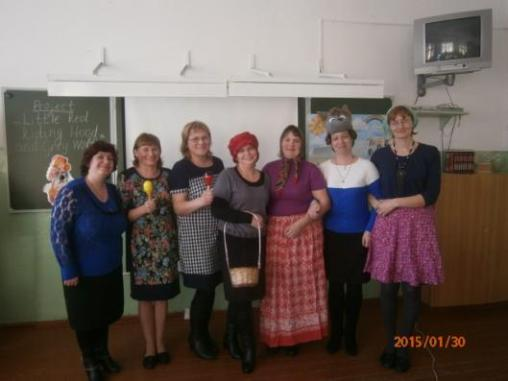 Project
Little Red
Riding Hood
and Grey Wolf
2015/01/30